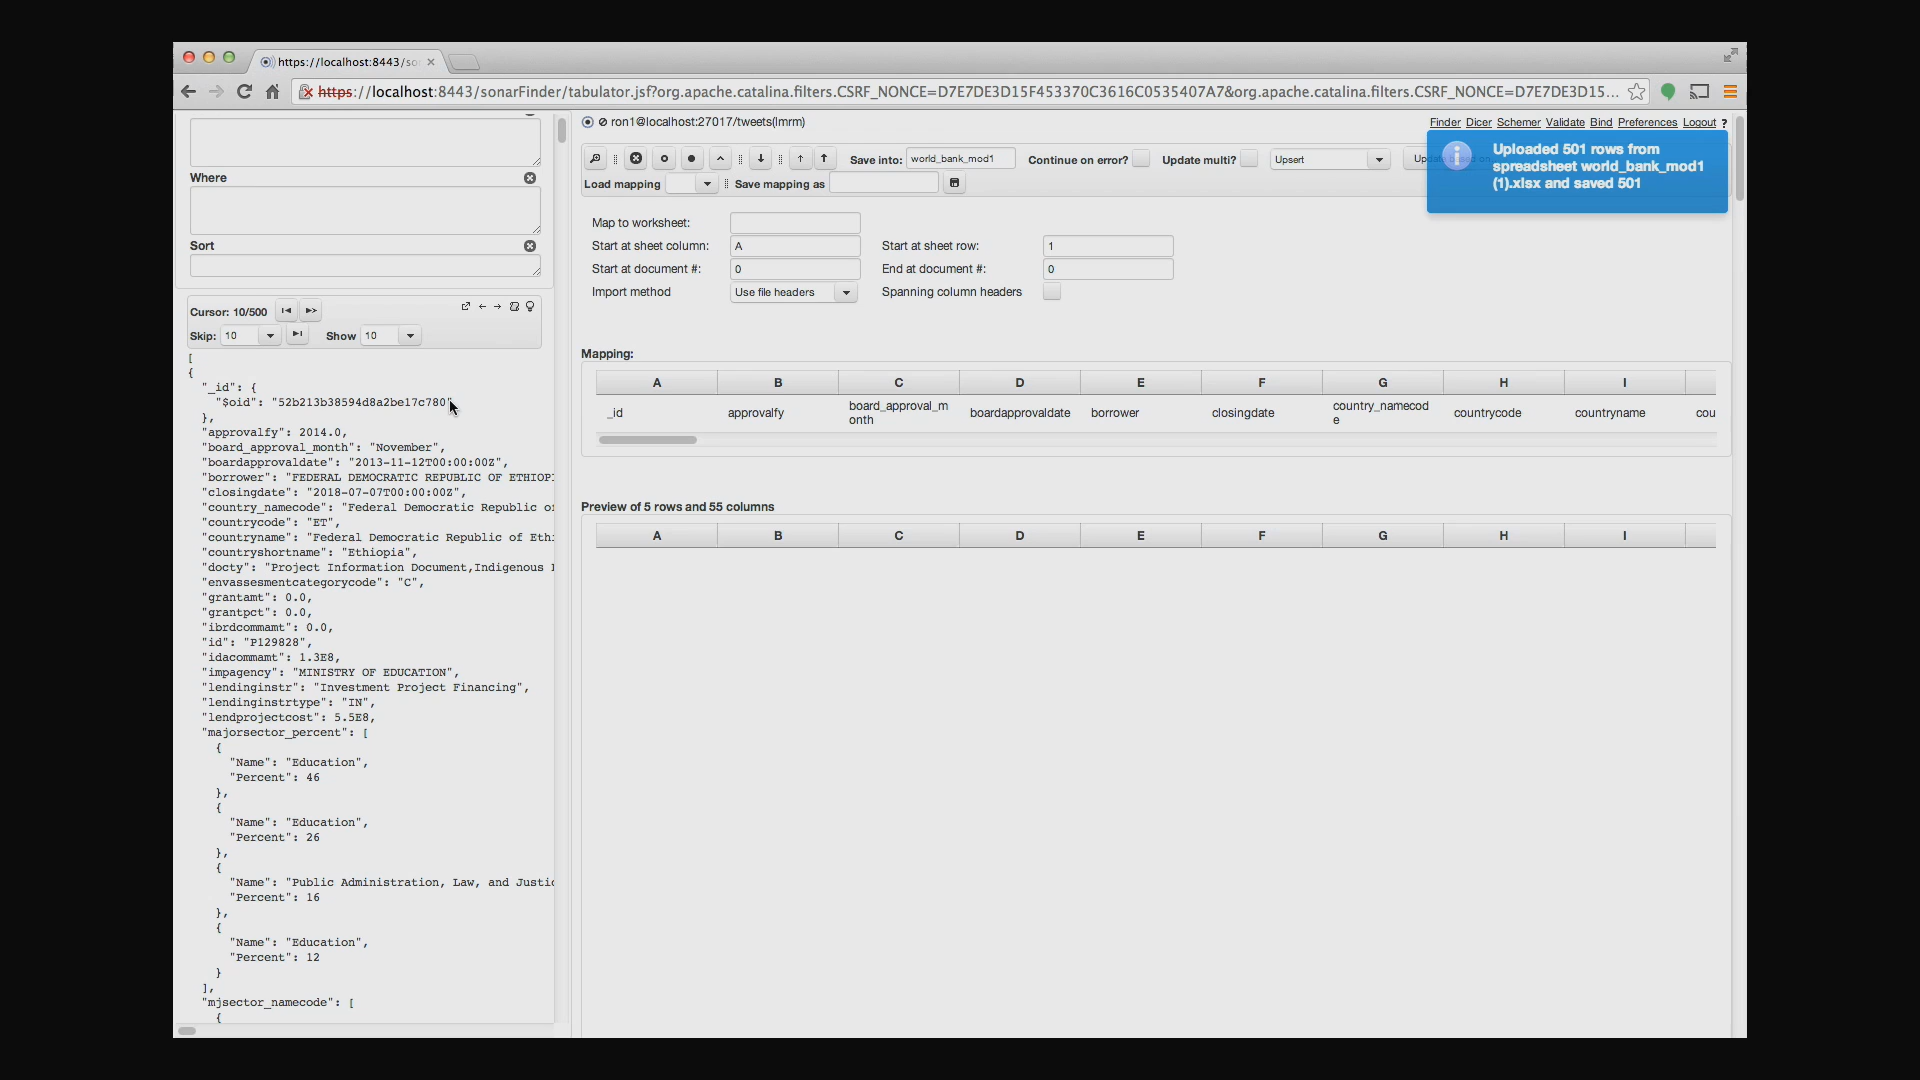 https://localhost:8443/so
https://localhost:8443/sonarFinder/tabulator.jsf?org.apache.catalina.filters.CSRF_NONCE=D7E7DE3D15F453370C3616C0535407A7&org.apache.catalina.filters.CSRF_NONCE=D7E7DE3D15...
Where
Sort
Cursor: 10/500
Skip: 10 Show 10
[
{
"_id": {
"$oid": "52b213b38594d8a2be17c780"
},
"approvalfy": 2014.0,
"board_approval_month": "November",
"boardapprovaldate": "2013-11-12T00:00:00Z",
"borrower": "FEDERAL DEMOCRATIC REPUBLIC OF ETHIOPI
"closingdate": "2018-07-07T00:00:00Z",
"country_namecode": "Federal Democratic Republic of
"countrycode": "ET",
"countryname": "Federal Democratic Republic of Ethi
"countryshortname": "Ethiopia",
"docty": "Project Information Document,Indigenous
"envassesmentcategorycode": "C",
"grantamt": 0.0,
"grantpct": 0.0,
"ibrdcommamt": 0.0,
"id": "P129828",
"idacommamt": 1.3E8,
"impagency": "MINISTRY OF EDUCATION",
"lendinginstr": "Investment Project Financing",
"lendinginstrtype": "IN",
"lendprojectcost": 5.5E8,
"majorsector_percent": [
{
"Name": "Education",
"Percent": 46
},
{
"Name": "Education",
"Percent": 26
},
{
"Name": "Public Administration, Law, and Justic
"Percent": 16
},
{
"Name": "Education",
"Percent": 12
}
],
"mjsector_namecode": [
{
ron1@localhost:27017/tweets(lmrm)
Finder Dicer Schemer Validate Bind Preferences Logout ?
Save into: world_bank_mod1 Continue on error? Update multi? Upsert
Load mapping Save mapping as
Uploaded 501 rows from
spreadsheet world_bank_mod1
(1).xlsx and saved 501
Map to worksheet:
Start at sheet column: A Start at sheet row: 1
Start at document #: 0 End at document #: 0
Import method Use file headers Spanning column headers
Mapping:
A B C D E F G H I
_id approvalfy board_approval_m
onth boardapprovaldate borrower closingdate country_namecod
e countrycode countryname cou
Preview of 5 rows and 55 columns
A B C D E F G H I